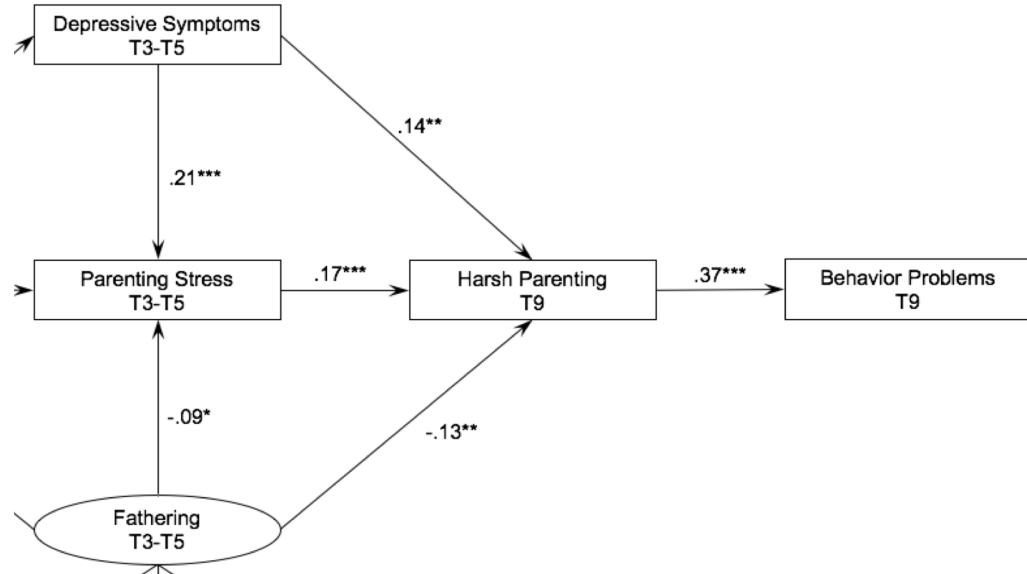 Depressive Symptoms
T3-T5
.14**
.21***
Parenting Stress
T3-T5
.17***
Harsh Parenting
T9
.37***
Behavior Problems
T9
-.09*
-.13**
Fathering
T3-T5